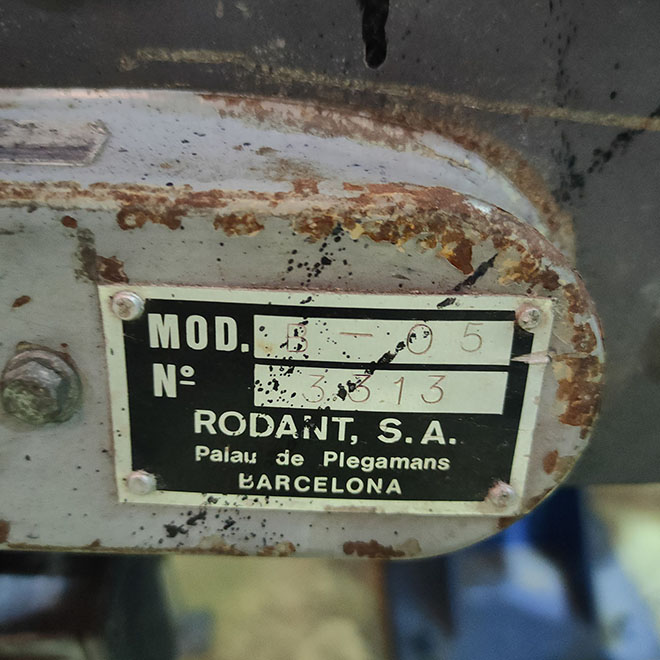 MOD. B-05
Nº 3313
RODANT, S.A.
Palau de Plegamans
BARCELONA